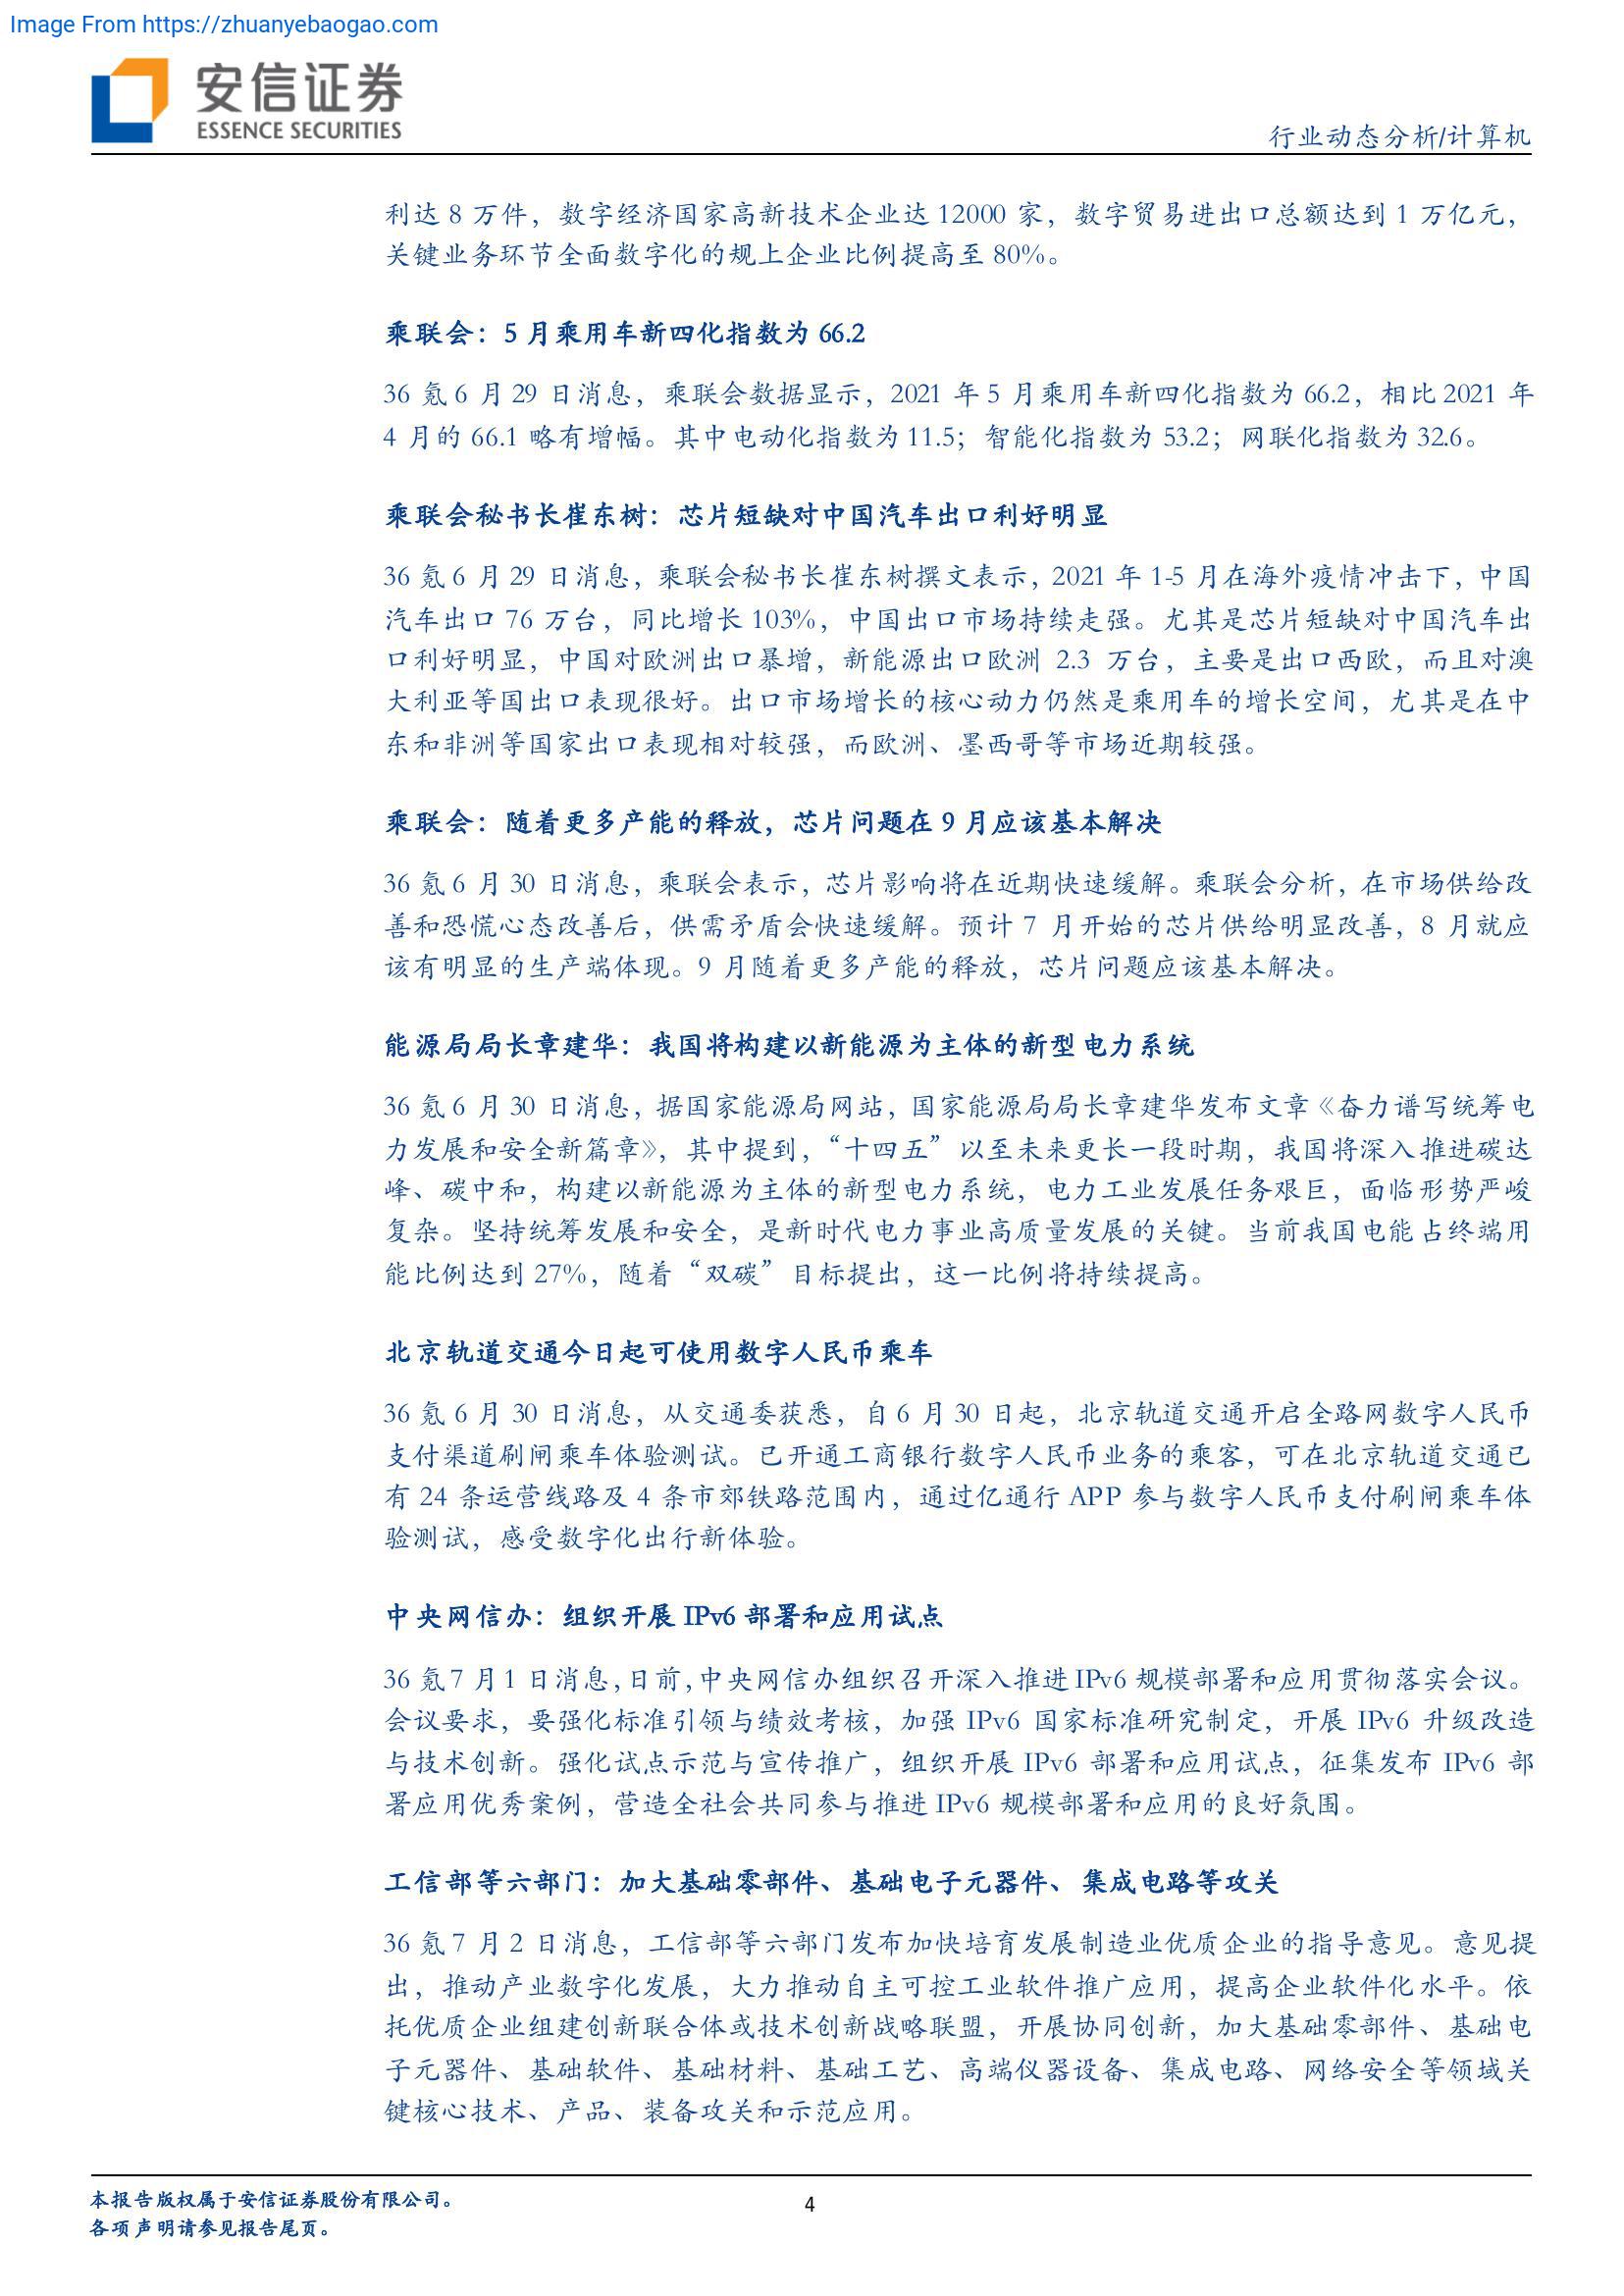 Image From https://zhuanyebaogao.com
安信证券
ESSENCE SECURITIES
行业动态分析/计算机
利达 8 万件，数字经济国家高新技术企业达 12000 家，数字贸易进出口总额达到 1 万亿元，
关键业务环节全面数字化的规上企业比例提高至 80%。
乘联会：5 月乘用车新四化指数为 66.2
36 氪 6 月 29 日消息，乘联会数据显示，2021 年 5 月乘用车新四化指数为 66.2，相比 2021 年
4 月的 66.1 略有增幅。其中电动化指数为 11.5；智能化指数为 53.2；网联化指数为 32.6。
乘联会秘书长崔东树：芯片短缺对中国汽车出口利好明显
36 氪 6 月 29 日消息，乘联会秘书长崔东树撰文表示，2021 年 1-5 月在海外疫情冲击下，中国
汽车出口 76 万台，同比增长 103%，中国出口市场持续走强。尤其是芯片短缺对中国汽车出
口利好明显，中国对欧洲出口暴增，新能源出口欧洲 2.3 万台，主要是出口西欧，而且对澳
大利亚等国出口表现很好。出口市场增长的核心动力仍然是乘用车的增长空间，尤其是在中
东和非洲等国家出口表现相对较强，而欧洲、墨西哥等市场近期较强。
乘联会：随着更多产能的释放，芯片问题在 9 月应该基本解决
36 氪 6 月 30 日消息，乘联会表示，芯片影响将在近期快速缓解。乘联会分析，在市场供给改
善和恐慌心态改善后，供需矛盾会快速缓解。预计 7 月开始的芯片供给明显改善，8 月就应
该有明显的生产端体现。9 月随着更多产能的释放，芯片问题应该基本解决。
能源局局长章建华：我国将构建以新能源为主体的新型电力系统
36 氪 6 月 30 日消息，据国家能源局网站，国家能源局局长章建华发布文章《奋力谱写统筹电
力发展和安全新篇章》，其中提到，“十四五”以至未来更长一段时期，我国将深入推进碳达
峰、碳中和，构建以新能源为主体的新型电力系统，电力工业发展任务艰巨，面临形势严峻
复杂。坚持统筹发展和安全，是新时代电力事业高质量发展的关键。当前我国电能占终端用
能比例达到 27%，随着“双碳”目标提出，这一比例将持续提高。
北京轨道交通今日起可使用数字人民币乘车
36 氪 6 月 30 日消息，从交通委获悉，自 6 月 30 日起，北京轨道交通开启全路网数字人民币
支付渠道刷闸乘车体验测试。已开通工商银行数字人民币业务的乘客，可在北京轨道交通已
有 24 条运营线路及 4 条市郊铁路范围内，通过亿通行 APP 参与数字人民币支付刷闸乘车体
验测试，感受数字化出行新体验。
中央网信办：组织开展 IPv6 部署和应用试点
36 氪 7 月 1 日消息，日前，中央网信办组织召开深入推进 IPv6 规模部署和应用贯彻落实会议。
会议要求，要强化标准引领与绩效考核，加强 IPv6 国家标准研究制定，开展 IPv6 升级改造
与技术创新。强化试点示范与宣传推广，组织开展 IPv6 部署和应用试点，征集发布 IPv6 部
署应用优秀案例，营造全社会共同参与推进 IPv6 规模部署和应用的良好氛围。
工信部等六部门：加大基础零部件、基础电子元器件、集成电路等攻关
36 氪 7 月 2 日消息，工信部等六部门发布加快培育发展制造业优质企业的指导意见。意见提
出，推动产业数字化发展，大力推动自主可控工业软件推广应用，提高企业软件化水平。依
托优质企业组建创新联合体或技术创新战略联盟，开展协同创新，加大基础零部件、基础电
子元器件、基础软件、基础材料、基础工艺、高端仪器设备、集成电路、网络安全等领域关
键核心技术、产品、装备攻关和示范应用。
本报告版权属于安信证券股份有限公司。
各项声明请参见报告尾页。
4